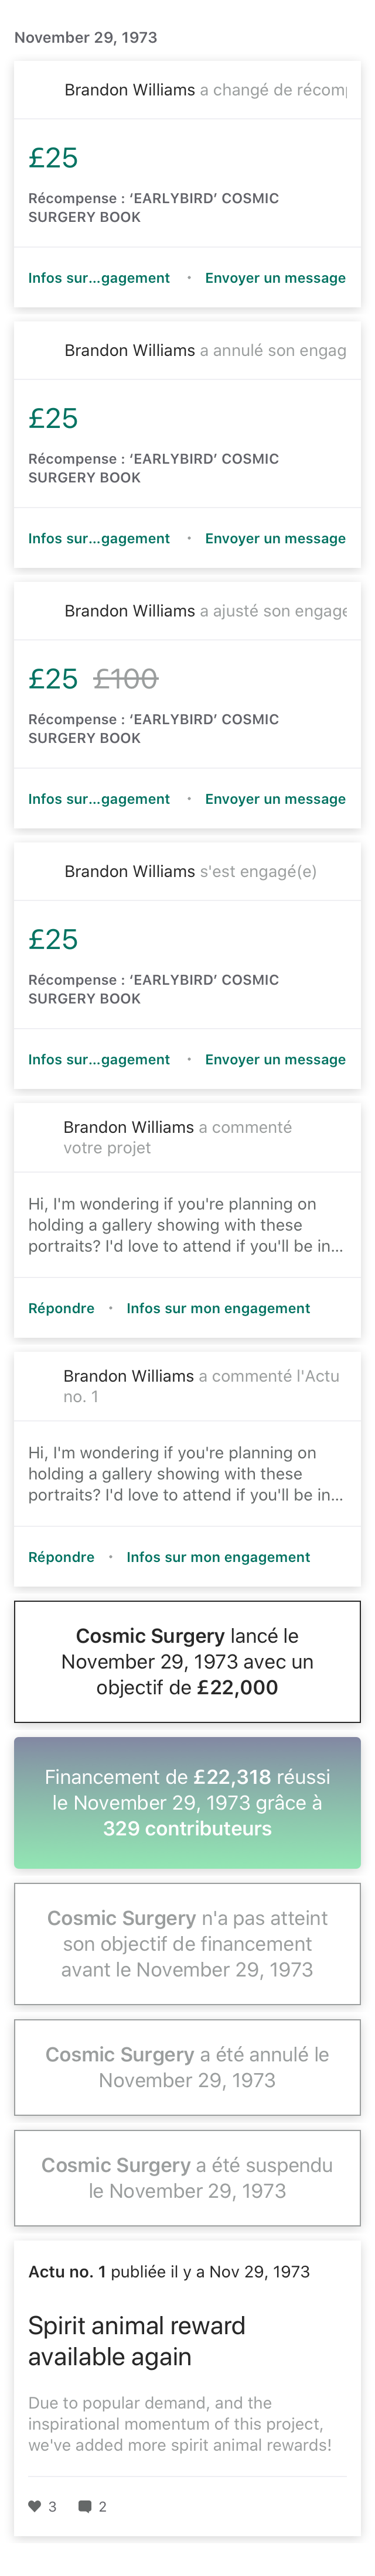 November 29, 1973
Brandon Williams a changé de récom
£25
Récompense : ‘EARLYBIRD’ COSMIC
SURGERY BOOK
Infos sur…gagement • Envoyer un message
Brandon Williams a annulé son engag
£25
Récompense : ‘EARLYBIRD’ COSMIC
SURGERY BOOK
Infos sur…gagement • Envoyer un message
Brandon Williams a ajusté son engage
£25 £100
Récompense : ‘EARLYBIRD’ COSMIC
SURGERY BOOK
Infos sur…gagement • Envoyer un message
Brandon Williams s'est engagé(e)
£25
Récompense : ‘EARLYBIRD’ COSMIC
SURGERY BOOK
Infos sur…gagement • Envoyer un message
Brandon Williams a commenté
votre projet
Hi, I'm wondering if you're planning on
holding a gallery showing with these
portraits? I'd love to attend if you'll be in…
Répondre • Infos sur mon engagement
Brandon Williams a commenté l'Actu
no. 1
Hi, I'm wondering if you're planning on
holding a gallery showing with these
portraits? I'd love to attend if you'll be in…
Répondre • Infos sur mon engagement
Cosmic Surgery lancé le
November 29, 1973 avec un
objectif de £22,000
Financement de £22,318 réussi
le November 29, 1973 grâce à
329 contributeurs
Cosmic Surgery n'a pas atteint
son objectif de financement
avant le November 29, 1973
Cosmic Surgery a été annulé le
November 29, 1973
Cosmic Surgery a été suspendu
le November 29, 1973
Actu no. 1 publiée il y a Nov 29, 1973
Spirit animal reward
available again
Due to popular demand, and the
inspirational momentum of this project,
we've added more spirit animal rewards!
3 2